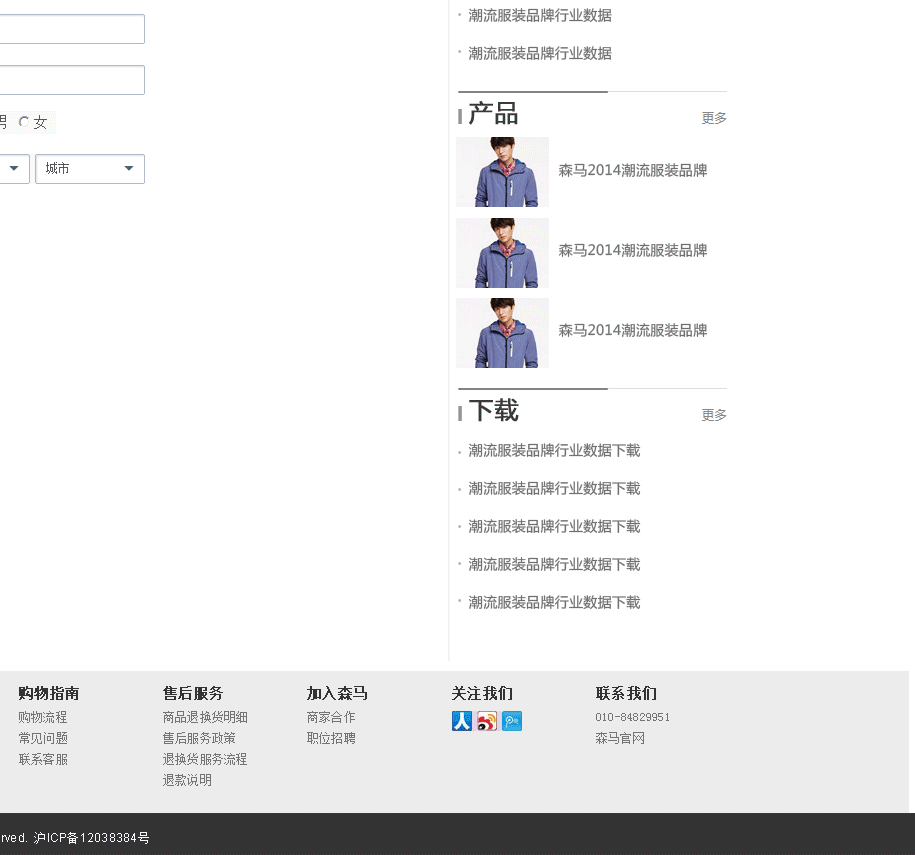 男 女
城市
潮流服装品牌行业数据
潮流服装品牌行业数据
产品 更多
森马2014潮流服装品牌
森马2014潮流服装品牌
森马2014潮流服装品牌
下载 更多
潮流服装品牌行业数据下载
潮流服装品牌行业数据下载
潮流服装品牌行业数据下载
潮流服装品牌行业数据下载
潮流服装品牌行业数据下载
购物指南
购物流程
常见问题
联系客服
售后服务
商品退换货明细
售后服务政策
退换货服务流程
退款说明
加入森马
商家合作
职位招聘
关注我们
联系我们
010-84829951
森马官网
rved. 沪ICP备12038384号